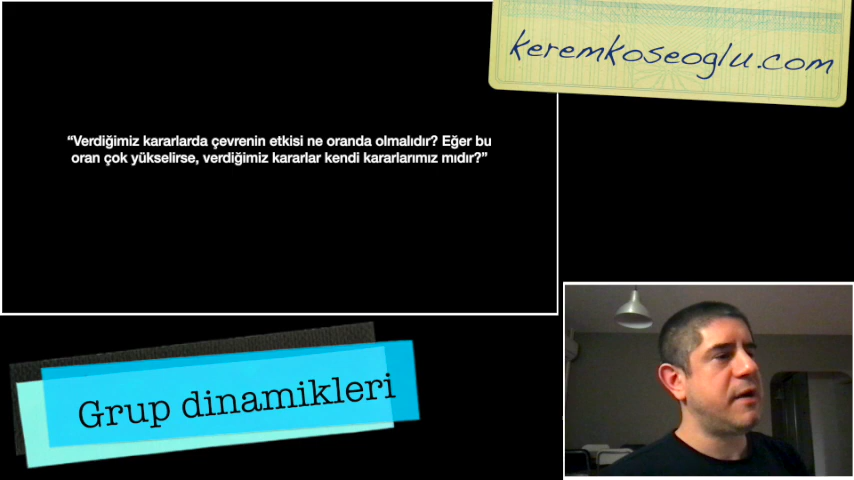 keremkoseoglu.com
“Verdiğimiz kararlarda çevrenin etkisi ne oranda olmalıdır? Eğer bu
oran çok yükselirse, verdiğimiz kararlar kendi kararlarımız mıdır?”
Grup dinamikleri